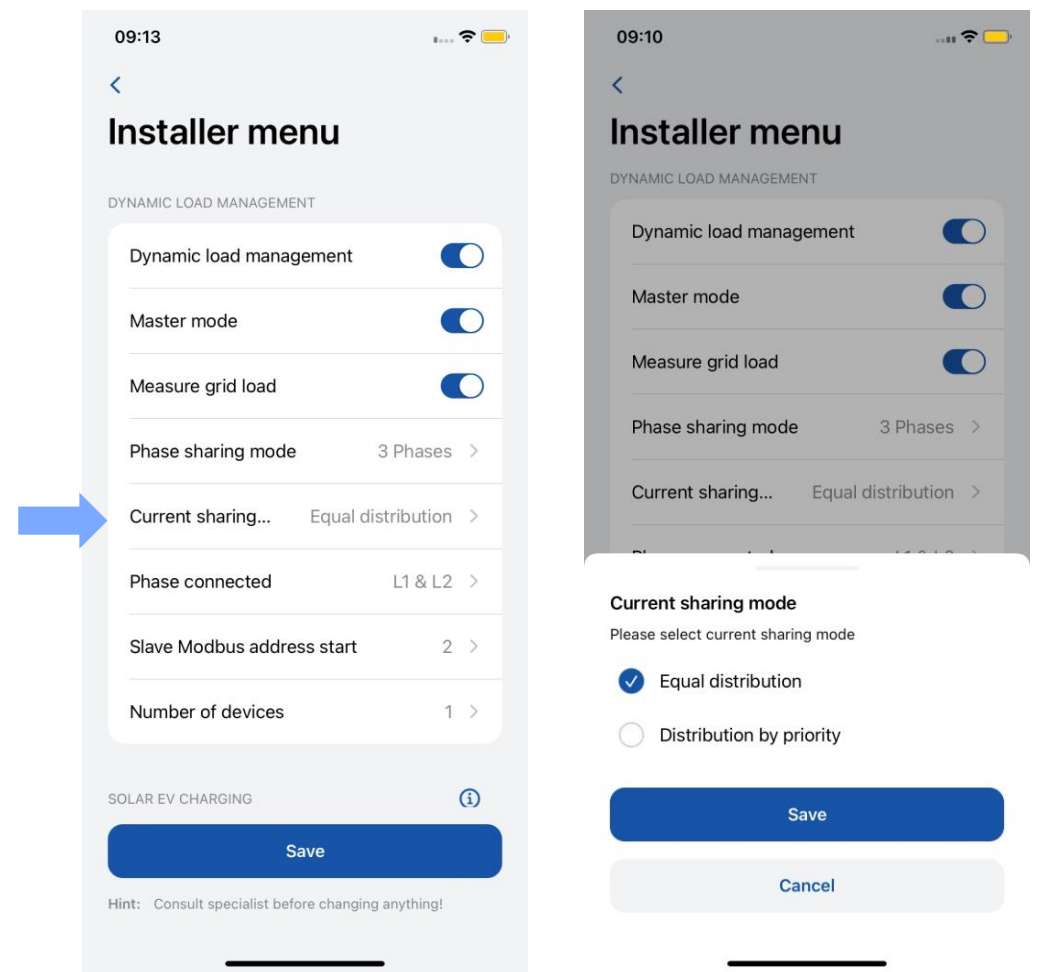 09:13
Installer menu
DYNAMIC LOAD MANAGEMENT
Dynamic load management
Master mode
Measure grid load
Phase sharing mode 3 Phases
Current sharing... Equal distribution
Phase connected L1 & L2
Slave Modbus address start 2
Number of devices 1
SOLAR EV CHARGING
Save
Hint: Consult specialist before changing anything!
09:10
Installer menu
DYNAMIC LOAD MANAGEMENT
Dynamic load management
Master mode
Measure grid load
Phase sharing mode 3 Phases
Current sharing... Equal distribution
Current sharing mode
Please select current sharing mode
Equal distribution
Distribution by priority
Save
Cancel